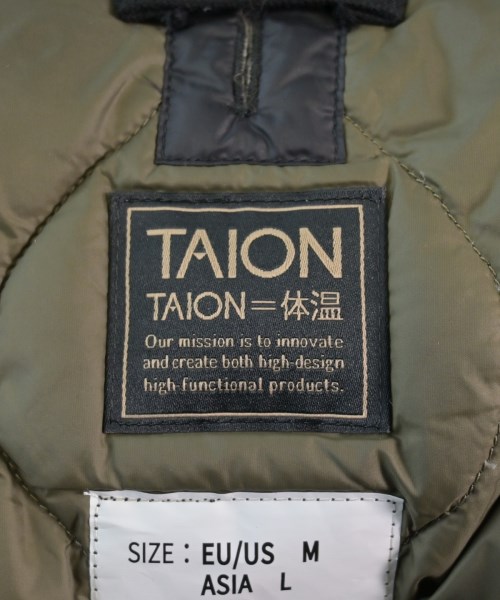 TAION
TAION=体温
Our mission is to innovate
and create both high-design
high-functional products.
SIZE : EU/US M
ASIA L